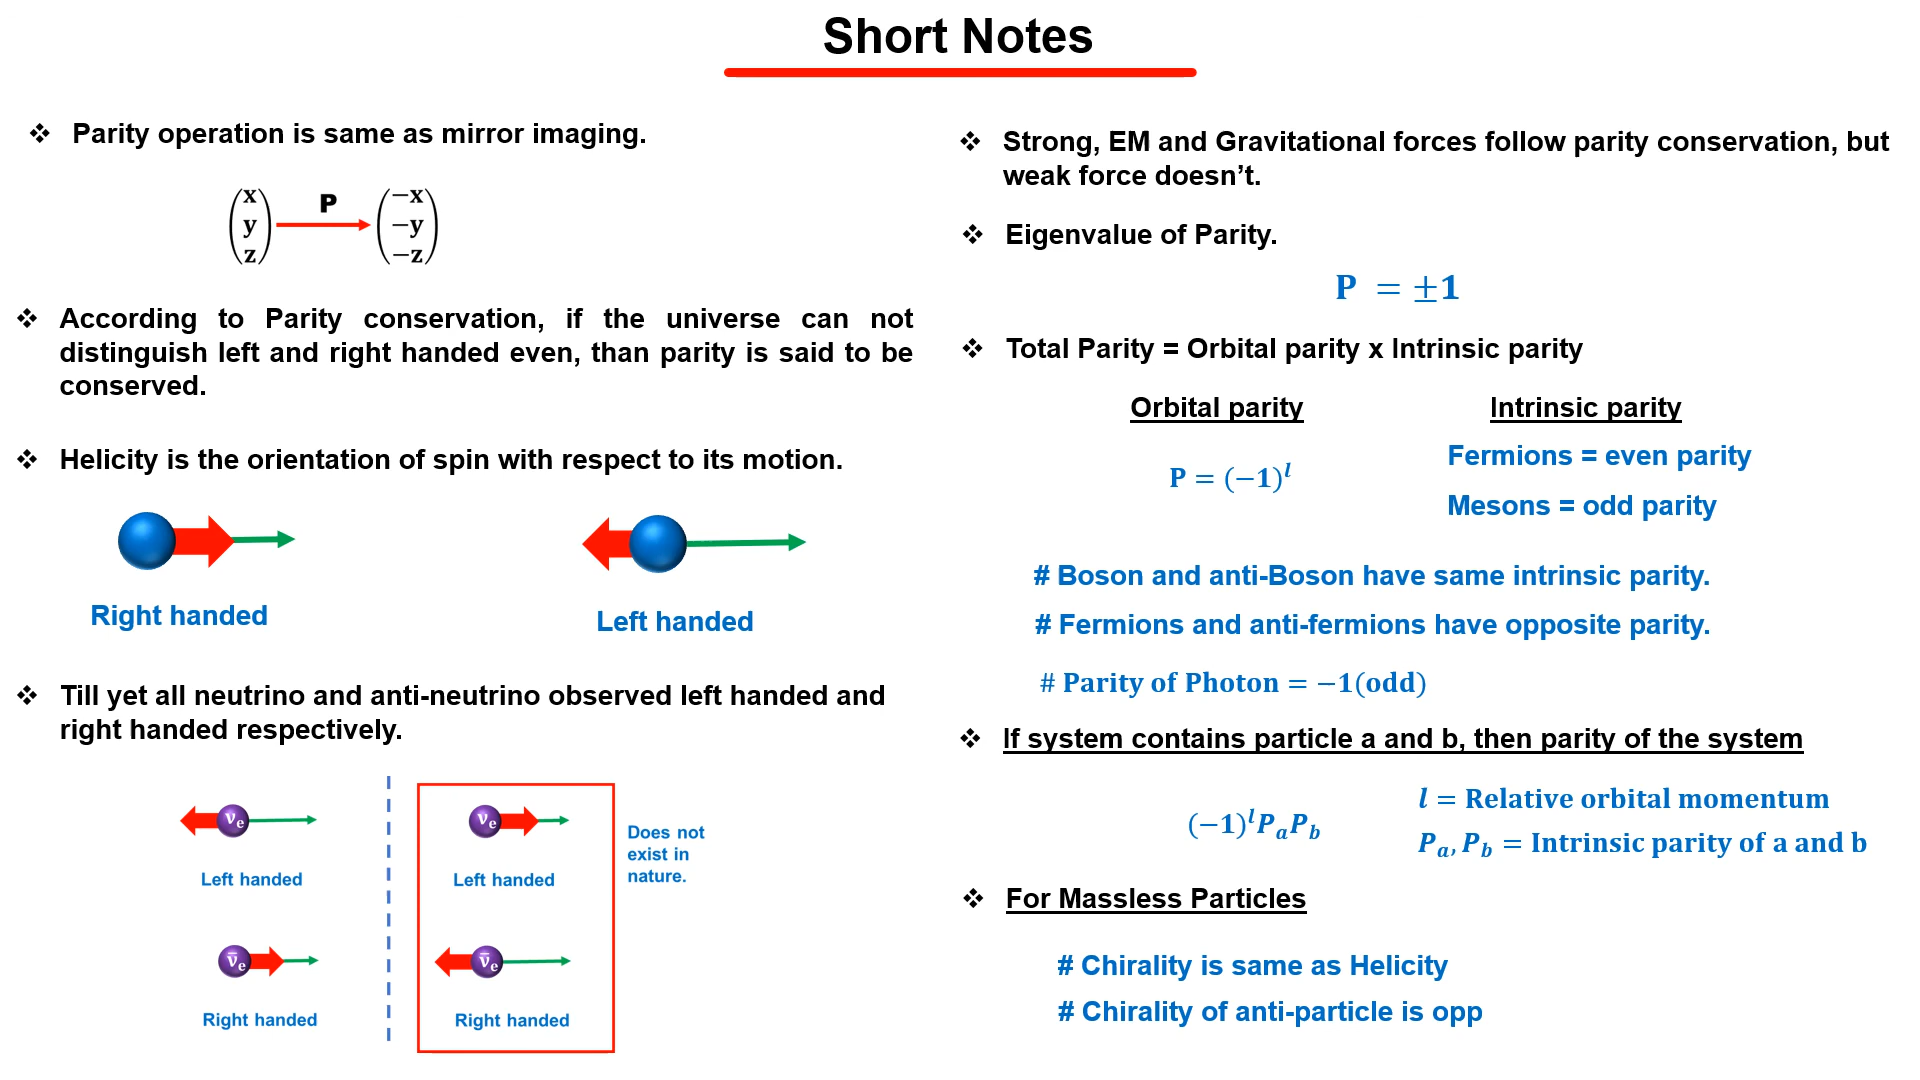 Short Notes
❖ Parity operation is same as mirror imaging.
(x y z) P (−x −y −z)
❖ According to Parity conservation, if the universe can not
distinguish left and right handed even, than parity is said to be
conserved.
❖ Helicity is the orientation of spin with respect to its motion.
Right handed
Left handed
❖ Till yet all neutrino and anti-neutrino observed left handed and
right handed respectively.
νe
νe
Left handed
Left handed
Does not
exist in
nature.
ν̅e
ν̅e
Right handed
Right handed
❖ Strong, EM and Gravitational forces follow parity conservation, but
weak force doesn’t.
❖ Eigenvalue of Parity.
P = ±1
❖ Total Parity = Orbital parity x Intrinsic parity
Orbital parity
P = (−1)^l
Intrinsic parity
Fermions = even parity
Mesons = odd parity
# Boson and anti-Boson have same intrinsic parity.
# Fermions and anti-fermions have opposite parity.
# Parity of Photon = −1(odd)
❖ If system contains particle a and b, then parity of the system
(−1)^l P_a P_b
l = Relative orbital momentum
P_a, P_b = Intrinsic parity of a and b
❖ For Massless Particles
# Chirality is same as Helicity
# Chirality of anti-particle is opp